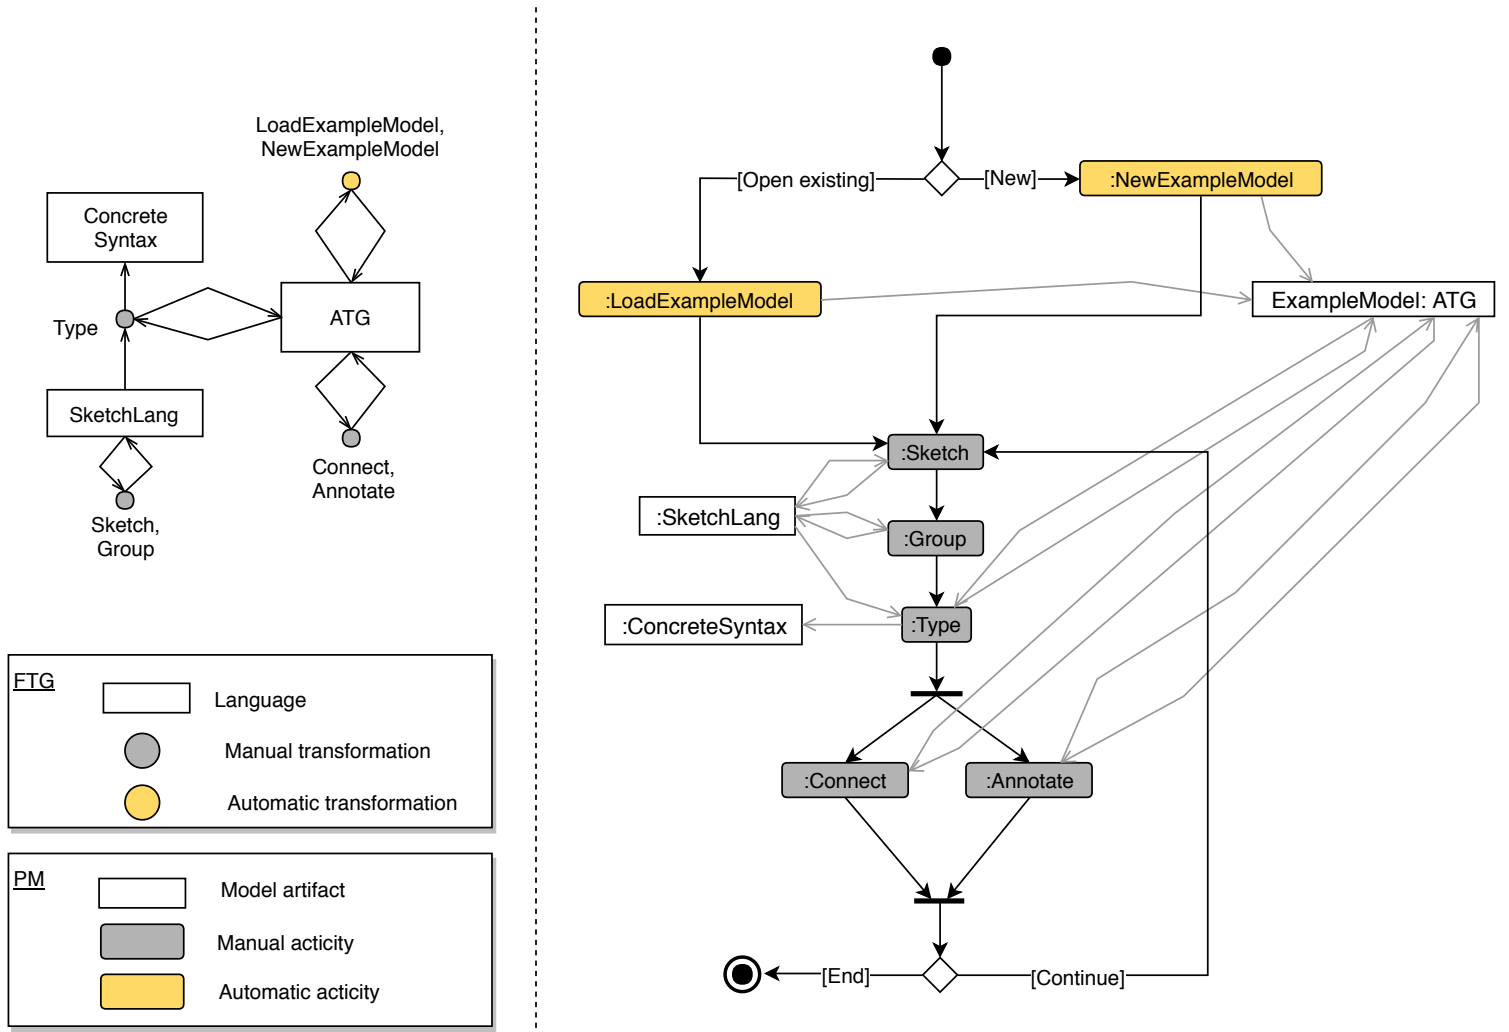 LoadExampleModel,
NewExampleModel
Concrete
Syntax
Type
ATG
SketchLang
Connect,
Annotate
Sketch,
Group
FTG
Language
Manual transformation
Automatic transformation
PM
Model artifact
Manual acticity
Automatic acticity
[Open existing]
[New]
:NewExampleModel
:LoadExampleModel
ExampleModel: ATG
:Sketch
:SketchLang
:Group
:ConcreteSyntax
:Type
:Connect
:Annotate
[End]
[Continue]